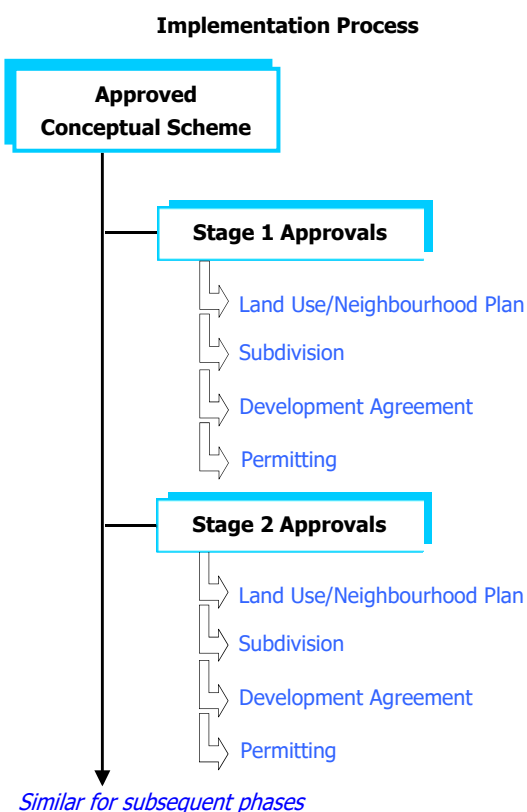 Implementation Process
Approved
Conceptual Scheme
Stage 1 Approvals
Land Use/Neighbourhood Plan
Subdivision
Development Agreement
Permitting
Stage 2 Approvals
Land Use/Neighbourhood Plan
Subdivision
Development Agreement
Permitting
Similar for subsequent phases